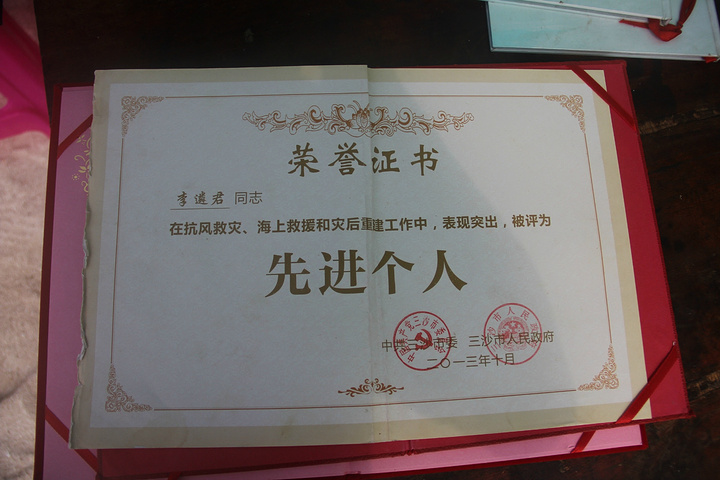 荣誉证书
李遴君 同志
在抗风救灾、海上救援和灾后重建工作中，表现突出，被评为
先进个人
中共三沙市委 三沙市人民政府
二〇一三年十月